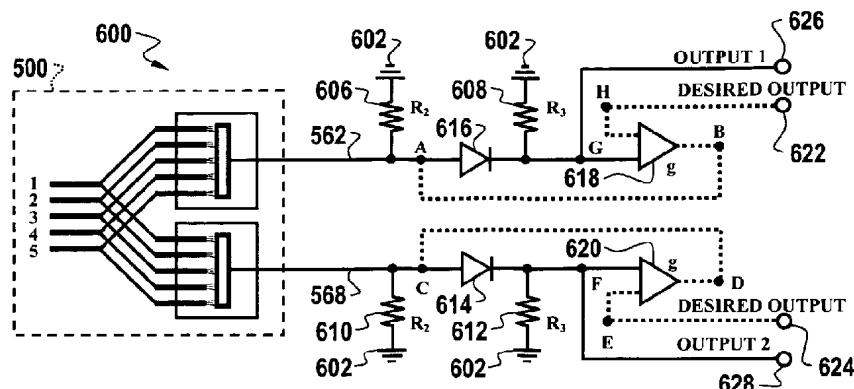 600
500
602
602
626
606
R2
608
R3
OUTPUT 1
616
H
DESIRED OUTPUT
562
A
G
B
618
g
622
1
2
3
4
5
620
g
568
C
614
F
D
E
DESIRED OUTPUT
610
R2
612
R3
602
602
OUTPUT 2
624
628